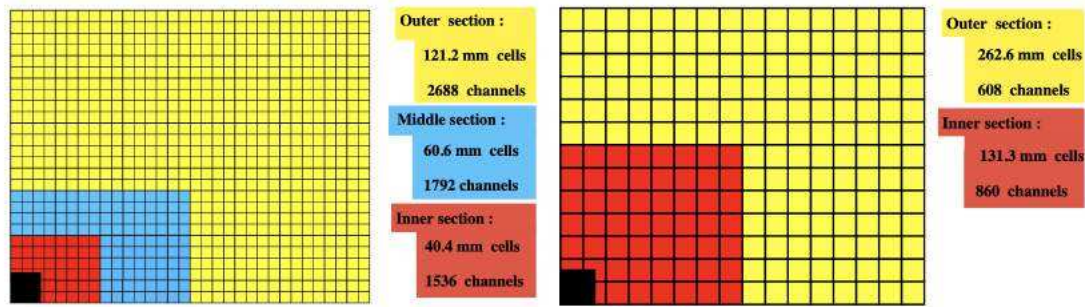 Outer section :
121.2 mm cells
2688 channels
Middle section :
60.6 mm cells
1792 channels
Inner section :
40.4 mm cells
1536 channels
Outer section :
262.6 mm cells
608 channels
Inner section :
131.3 mm cells
860 channels